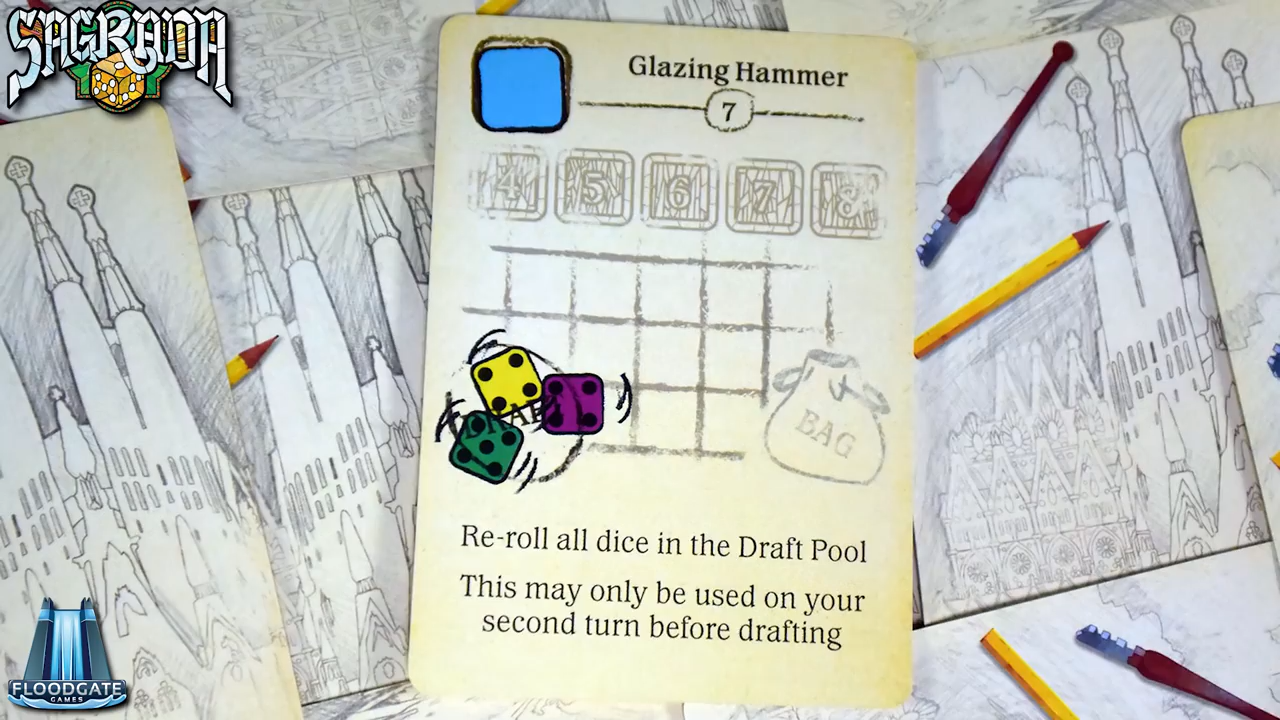 SAGRADA
Glazing Hammer
7
4 5 6 7 8
BAG
Re-roll all dice in the Draft Pool
This may only be used on your
second turn before drafting
FLOODGATE
GAMES